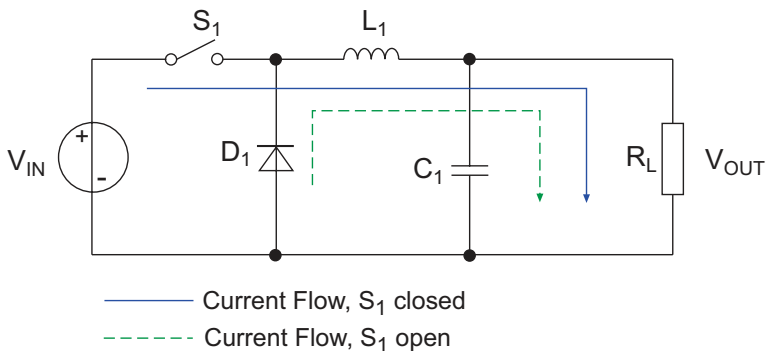 S1
L1
+
VIN
-
D1
C1
RL
VOUT
Current Flow, S1 closed
Current Flow, S1 open